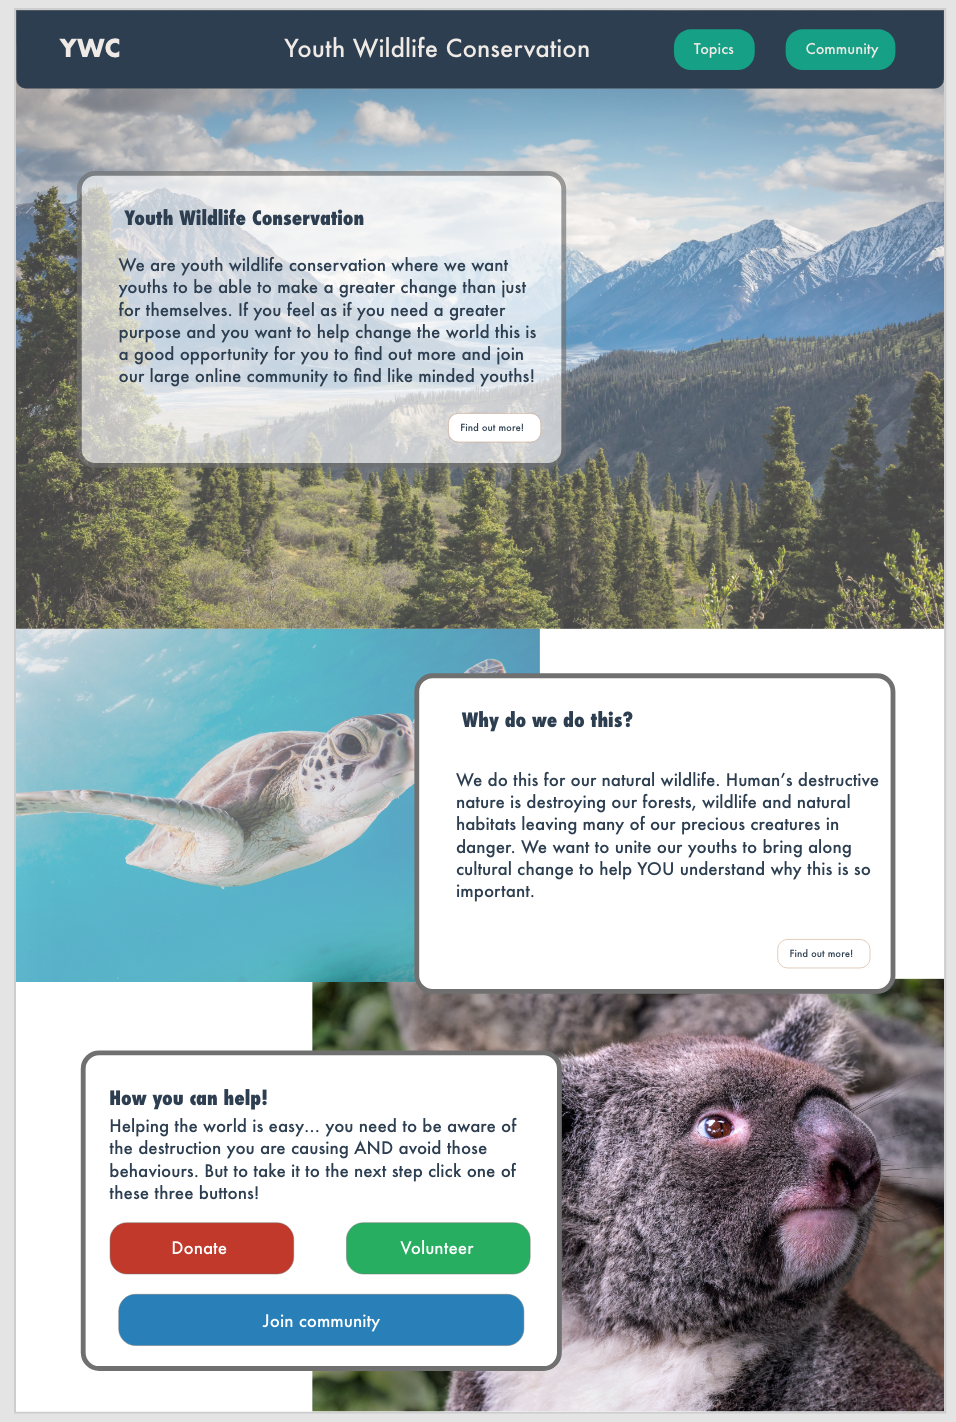 YWC
Youth Wildlife Conservation
Topics
Community
Youth Wildlife Conservation
We are youth wildlife conservation where we want
youths to be able to make a greater change than just
for themselves. If you feel as if you need a greater
purpose and you want to help change the world this is
a good opportunity for you to find out more and join
our large online community to find like minded youths!
Find out more!
Why do we do this?
We do this for our natural wildlife. Human's destructive
nature is destroying our forests, wildlife and natural
habitats leaving many of our precious creatures in
danger. We want to unite our youths to bring along
cultural change to help YOU understand why this is so
important.
Find out more!
How you can help!
Helping the world is easy... you need to be aware of
the destruction you are causing AND avoid those
behaviours. But to take it to the next step click one of
these three buttons!
Donate
Volunteer
Join community